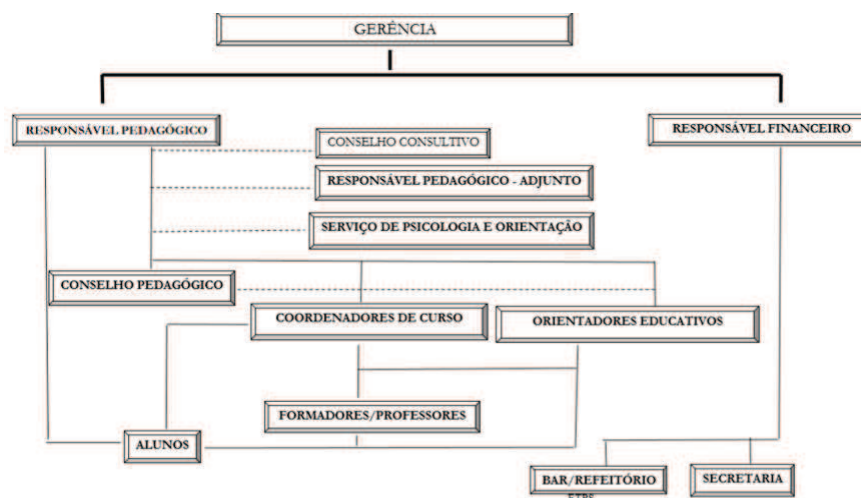 GERÊNCIA
RESPONSÁVEL PEDAGÓGICO
RESPONSÁVEL FINANCEIRO
CONSELHO CONSULTIVO
RESPONSÁVEL PEDAGÓGICO - ADJUNTO
SERVIÇO DE PSICOLOGIA E ORIENTAÇÃO
CONSELHO PEDAGÓGICO
COORDENADORES DE CURSO
ORIENTADORES EDUCATIVOS
FORMADORES/PROFESSORES
ALUNOS
BAR/REFEITÓRIO
SECRETARIA